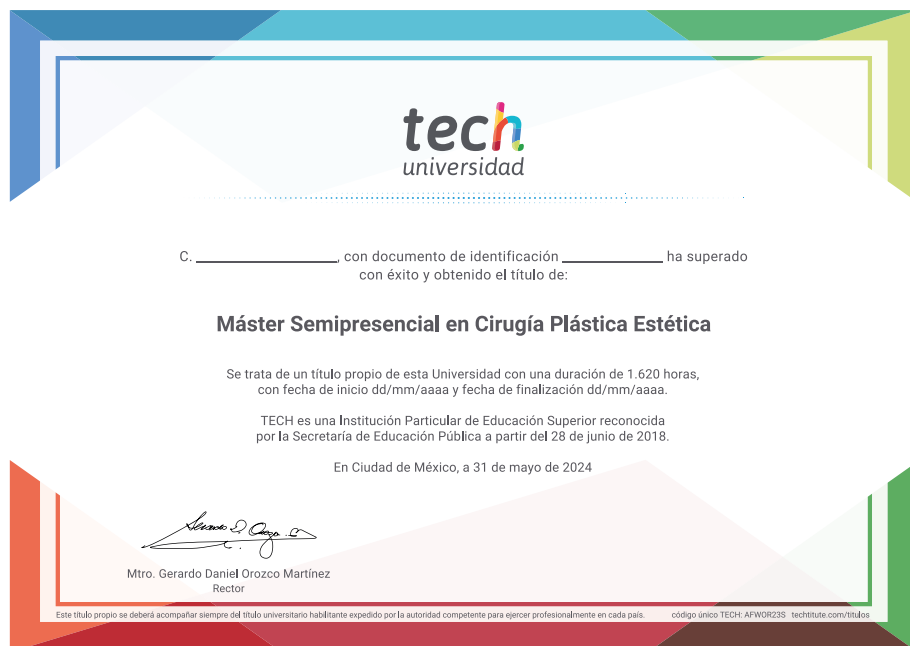 tech
universidad
C. ____________________, con documento de identificación ______________ ha superado
con éxito y obtenido el título de:
Máster Semipresencial en Cirugía Plástica Estética
Se trata de un título propio de esta Universidad con una duración de 1.620 horas,
con fecha de inicio dd/mm/aaaa y fecha de finalización dd/mm/aaaa.
TECH es una Institución Particular de Educación Superior reconocida
por la Secretaría de Educación Pública a partir del 28 de junio de 2018.
En Ciudad de México, a 31 de mayo de 2024
Mtro. Gerardo Daniel Orozco Martínez
Rector
Este título propio se deberá acompañar siempre del título universitario habilitante expedido por la autoridad competente para ejercer profesionalmente en cada país. código único TECH: AFWOR23S techtitute.com/titulos